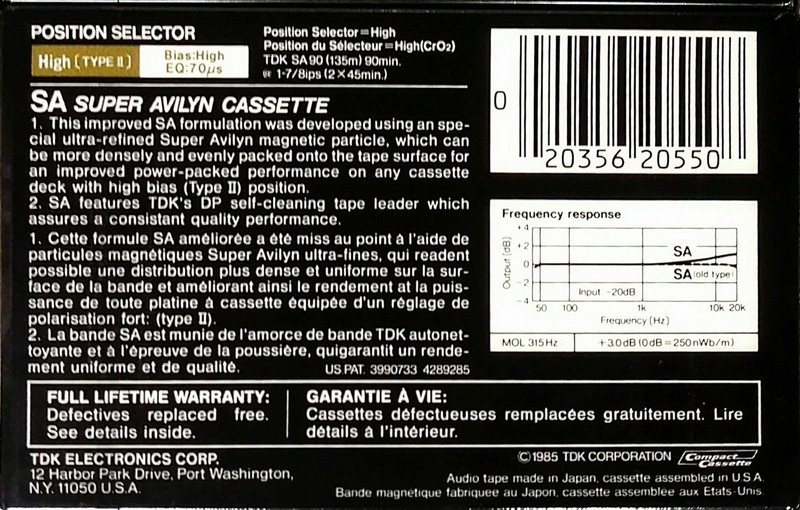 POSITION SELECTOR
High (TYPE II) Bias:High
EQ:70µs
Position Selector=High
Position du Sélecteur=High(CrO₂)
TDK SA90 (135m) 90min.
@ 1-7/8ips (2×45min.)
SA SUPER AVILYN CASSETTE
1. This improved SA formulation was developed using an spe-
cial ultra-refined Super Avilyn magnetic particle, which can
be more densely and evenly packed onto the tape surface for
an improved power-packed performance on any cassette
deck with high bias (Type II) position.
2. SA features TDK's DP self-cleaning tape leader which
assures a consistant quality performance.
1. Cette formule SA améliorée a été miss au point à l'aide de
particules magnétiques Super Avilyn ultra-fines, qui readent
possible une distribution plus dense et uniforme sur la sur-
face de la bande et améliorant ainsi le rendement at la puis-
sance de toute platine à cassette équipée d'un réglage de
polarisation fort: (type II).
2. La bande SA est munie de l'amorce de bande TDK autonet-
toyante et à l'épreuve de la poussière, quigarantit un rende-
ment uniforme et de qualité.
US.PAT. 3990733 4289285
0 20356 20550
Frequency response
Output [dB]
+4
+2
0
-2
-4
SA
SA (old type)
Input -20dB
50 100 1k 10k 20k
Frequency [Hz]
MOL 315Hz +3.0dB (0dB=250nWb/m)
FULL LIFETIME WARRANTY:
Defectives replaced free.
See details inside.
GARANTIE À VIE:
Cassettes défectueuses remplacées gratuitement. Lire
détails à l'intérieur.
TDK ELECTRONICS CORP.
12 Harbor Park Drive, Port Washington,
N.Y. 11050 U.S.A.
©1985 TDK CORPORATION Compact Cassette
Audio tape made in Japan, cassette assembled in U.S.A.
Bande magnétique fabriquée au Japon, cassette assemblée aux Etats-Unis